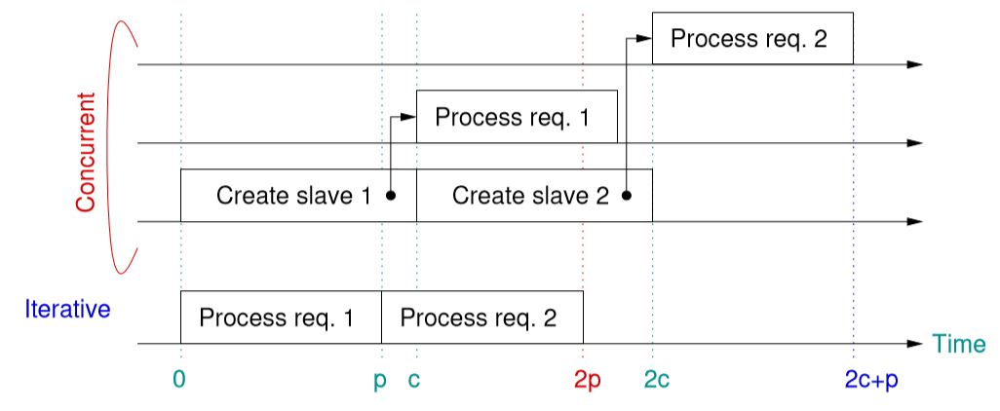 Process req. 2
Process req. 1
Concurrent
Create slave 1
Create slave 2
Iterative
Process req. 1
Process req. 2
Time
0
p
c
2p
2c
2c+p